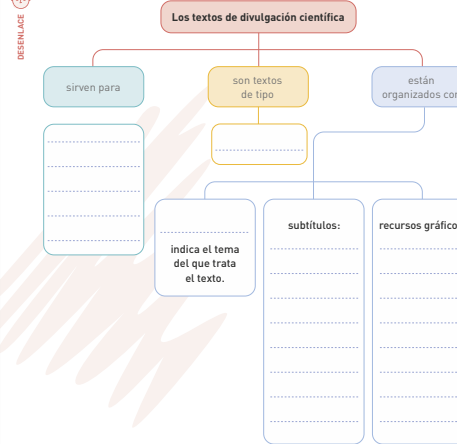 DESENLACE
Los textos de divulgación científica
sirven para
son textos
de tipo
están
organizados con
indica el tema
del que trata
el texto.
subtítulos:
recursos gráfico